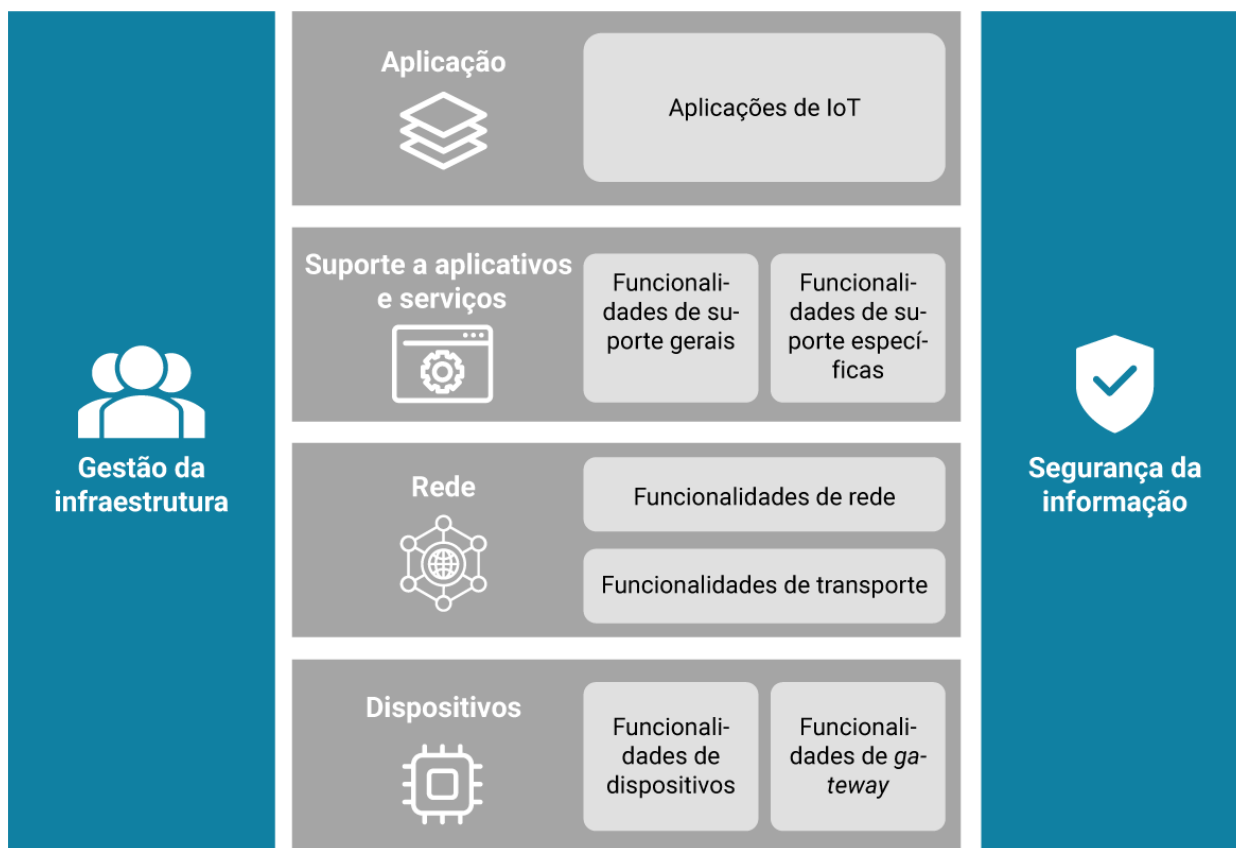 Gestão da
infraestrutura
Aplicação
Aplicações de IoT
Suporte a aplicativos
e serviços
Funcionali-
dades de su-
porte gerais
Funcionali-
dades de su-
porte especí-
ficas
Rede
Funcionalidades de rede
Funcionalidades de transporte
Dispositivos
Funcionali-
dades de
dispositivos
Funcionali-
dades de ga-
teway
Segurança da
informação